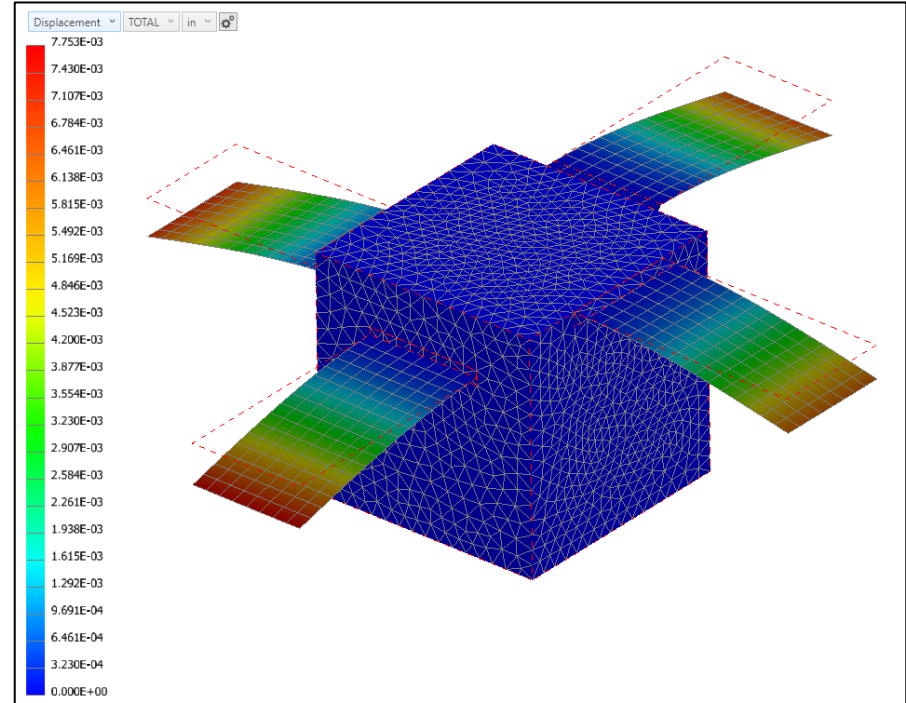 Displacement TOTAL in
7.753E-03
7.430E-03
7.107E-03
6.784E-03
6.461E-03
6.138E-03
5.815E-03
5.492E-03
5.169E-03
4.846E-03
4.523E-03
4.200E-03
3.877E-03
3.554E-03
3.230E-03
2.907E-03
2.584E-03
2.261E-03
1.938E-03
1.615E-03
1.292E-03
9.691E-04
6.461E-04
3.230E-04
0.000E+00